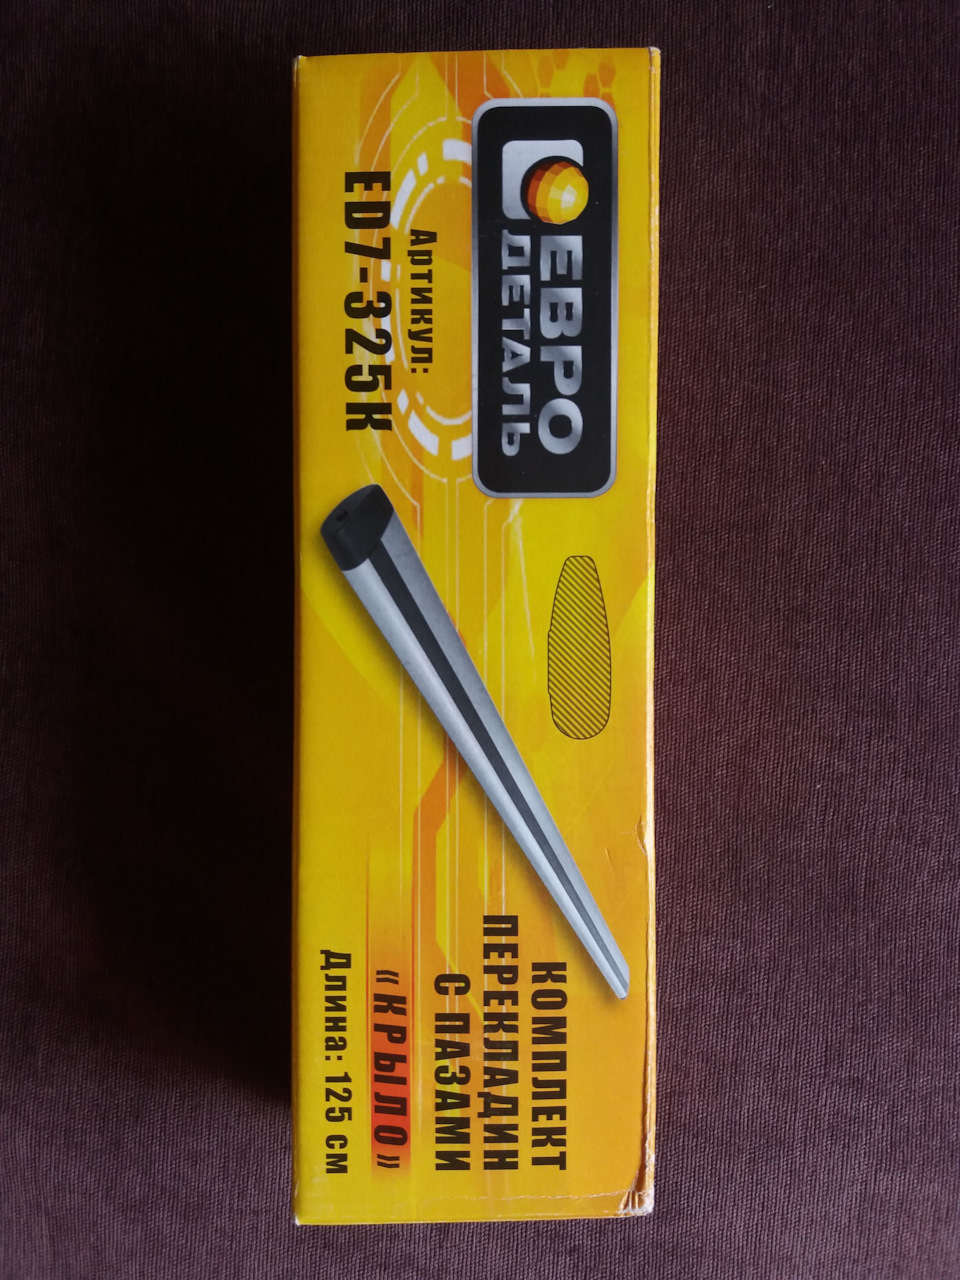 ЕВРО
ДЕТАЛЬ
Артикул:
ED7-325K
КОМПЛЕКТ
ПЕРЕКЛАДИН
С ПАЗАМИ
«КРЫЛО»
Длина: 125 см